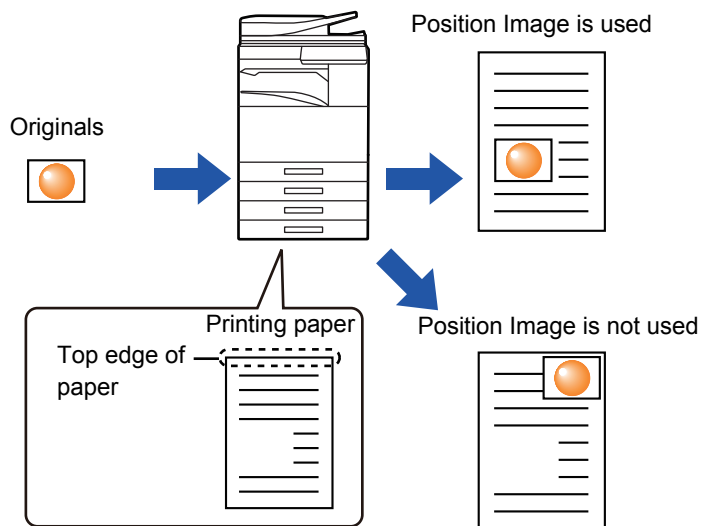 Position Image is used
Originals
Printing paper
Top edge of
paper
Position Image is not used